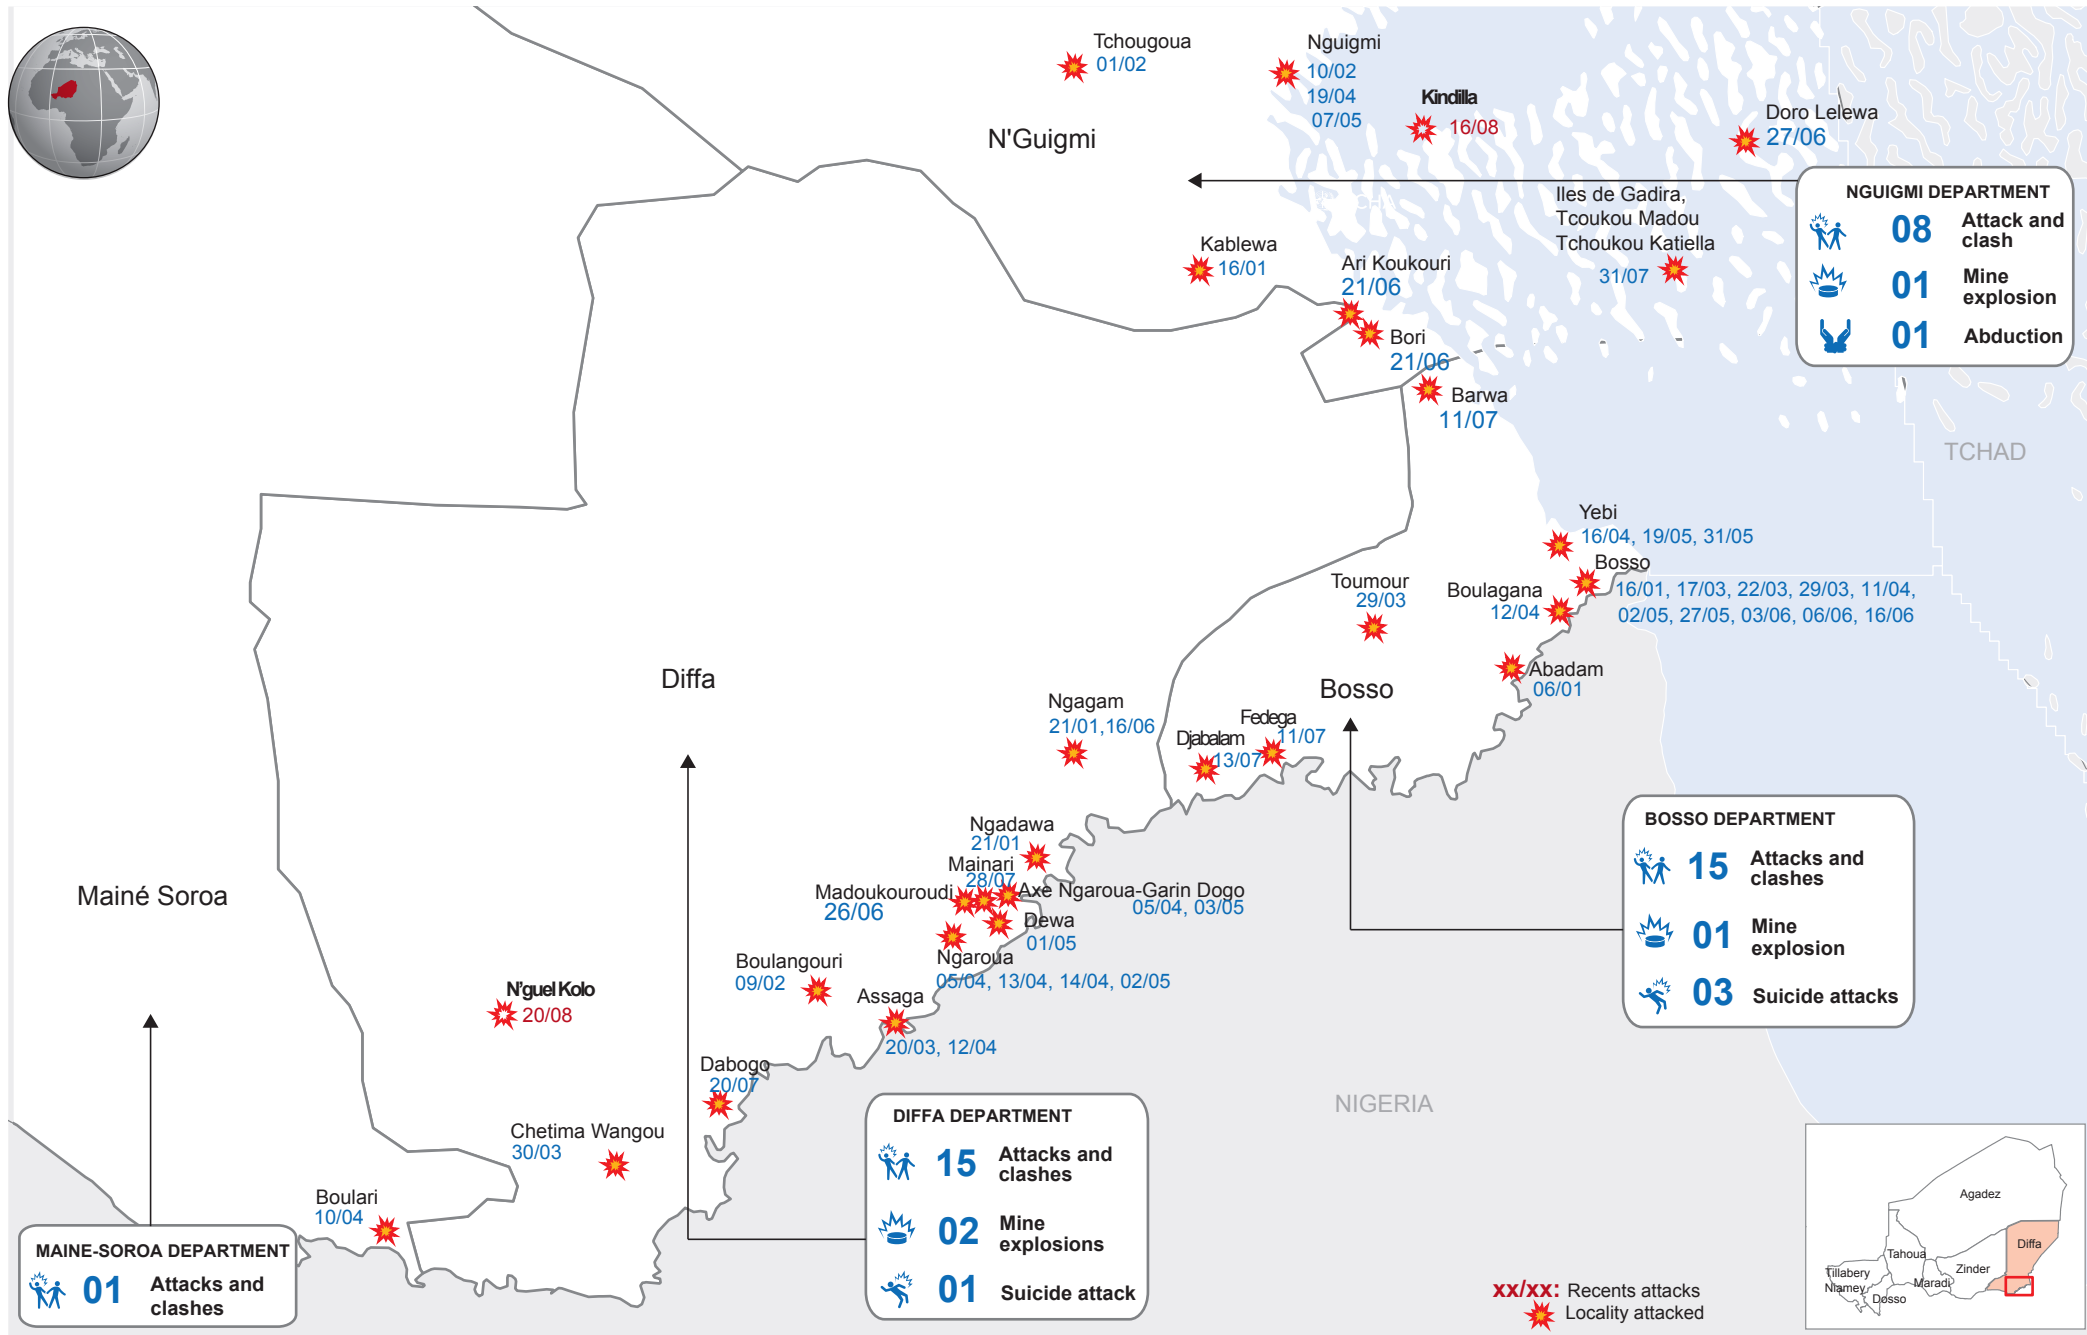 Tchougoua
01/02
Nguigmi
10/02
19/04
07/05
Kindilla
16/08
Doro Lelewa
27/06
N'Guigmi
NGUIGMI DEPARTMENT
08 Attack and
clash
01 Mine
explosion
01 Abduction
Iles de Gadira,
Tcoukou Madou
Tchoukou Katiella
31/07
Kablewa
16/01
Ari Koukouri
21/06
Bori
21/06
Barwa
11/07
TCHAD
Yebi
16/04, 19/05, 31/05
Bosso
16/01, 17/03, 22/03, 29/03, 11/04,
02/05, 27/05, 03/06, 06/06, 16/06
Toumour
29/03
Boulagana
12/04
Abadam
06/01
Diffa
Bosso
Ngagam
21/01,16/06
Fedega
11/07
Djabalam
13/07
BOSSO DEPARTMENT
15 Attacks and
clashes
01 Mine
explosion
03 Suicide attacks
Ngadawa
21/01
Mainari
28/07
Madoukouroudi
26/06
Axe Ngaroua-Garin Dogo
05/04, 03/05
Dewa
01/05
Ngaroua
05/04, 13/04, 14/04, 02/05
Mainé Soroa
Boulangouri
09/02
Assaga
20/03, 12/04
N'guel Kolo
20/08
Dabogo
20/07
Chetima Wangou
30/03
Boulari
10/04
NIGERIA
DIFFA DEPARTMENT
15 Attacks and
clashes
02 Mine
explosions
01 Suicide attack
MAINE-SOROA DEPARTMENT
01 Attacks and
clashes
xx/xx: Recents attacks
Locality attacked
Agadez
Diffa
Tahoua
Zinder
Tillabery
Maradi
Niamey
Dosso